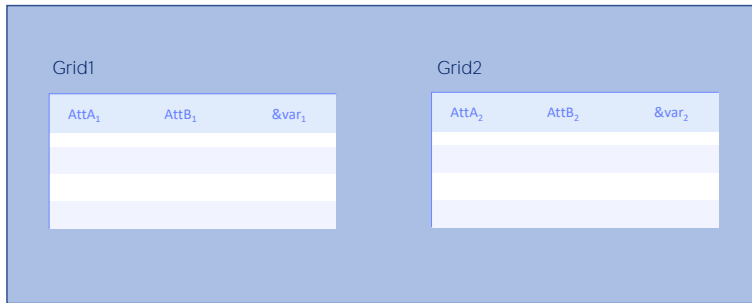 Grid1
AttA₁ AttB₁ &var₁
Grid2
AttA₂ AttB₂ &var₂